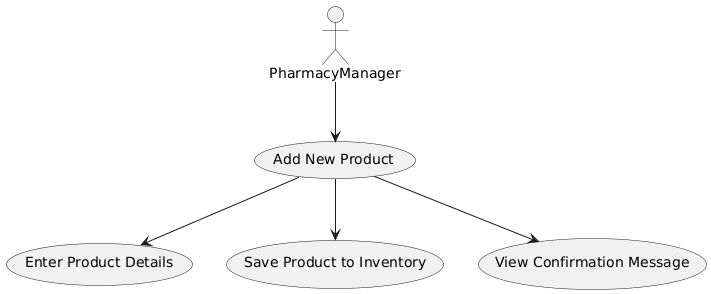 PharmacyManager
Add New Product
Enter Product Details
Save Product to Inventory
View Confirmation Message